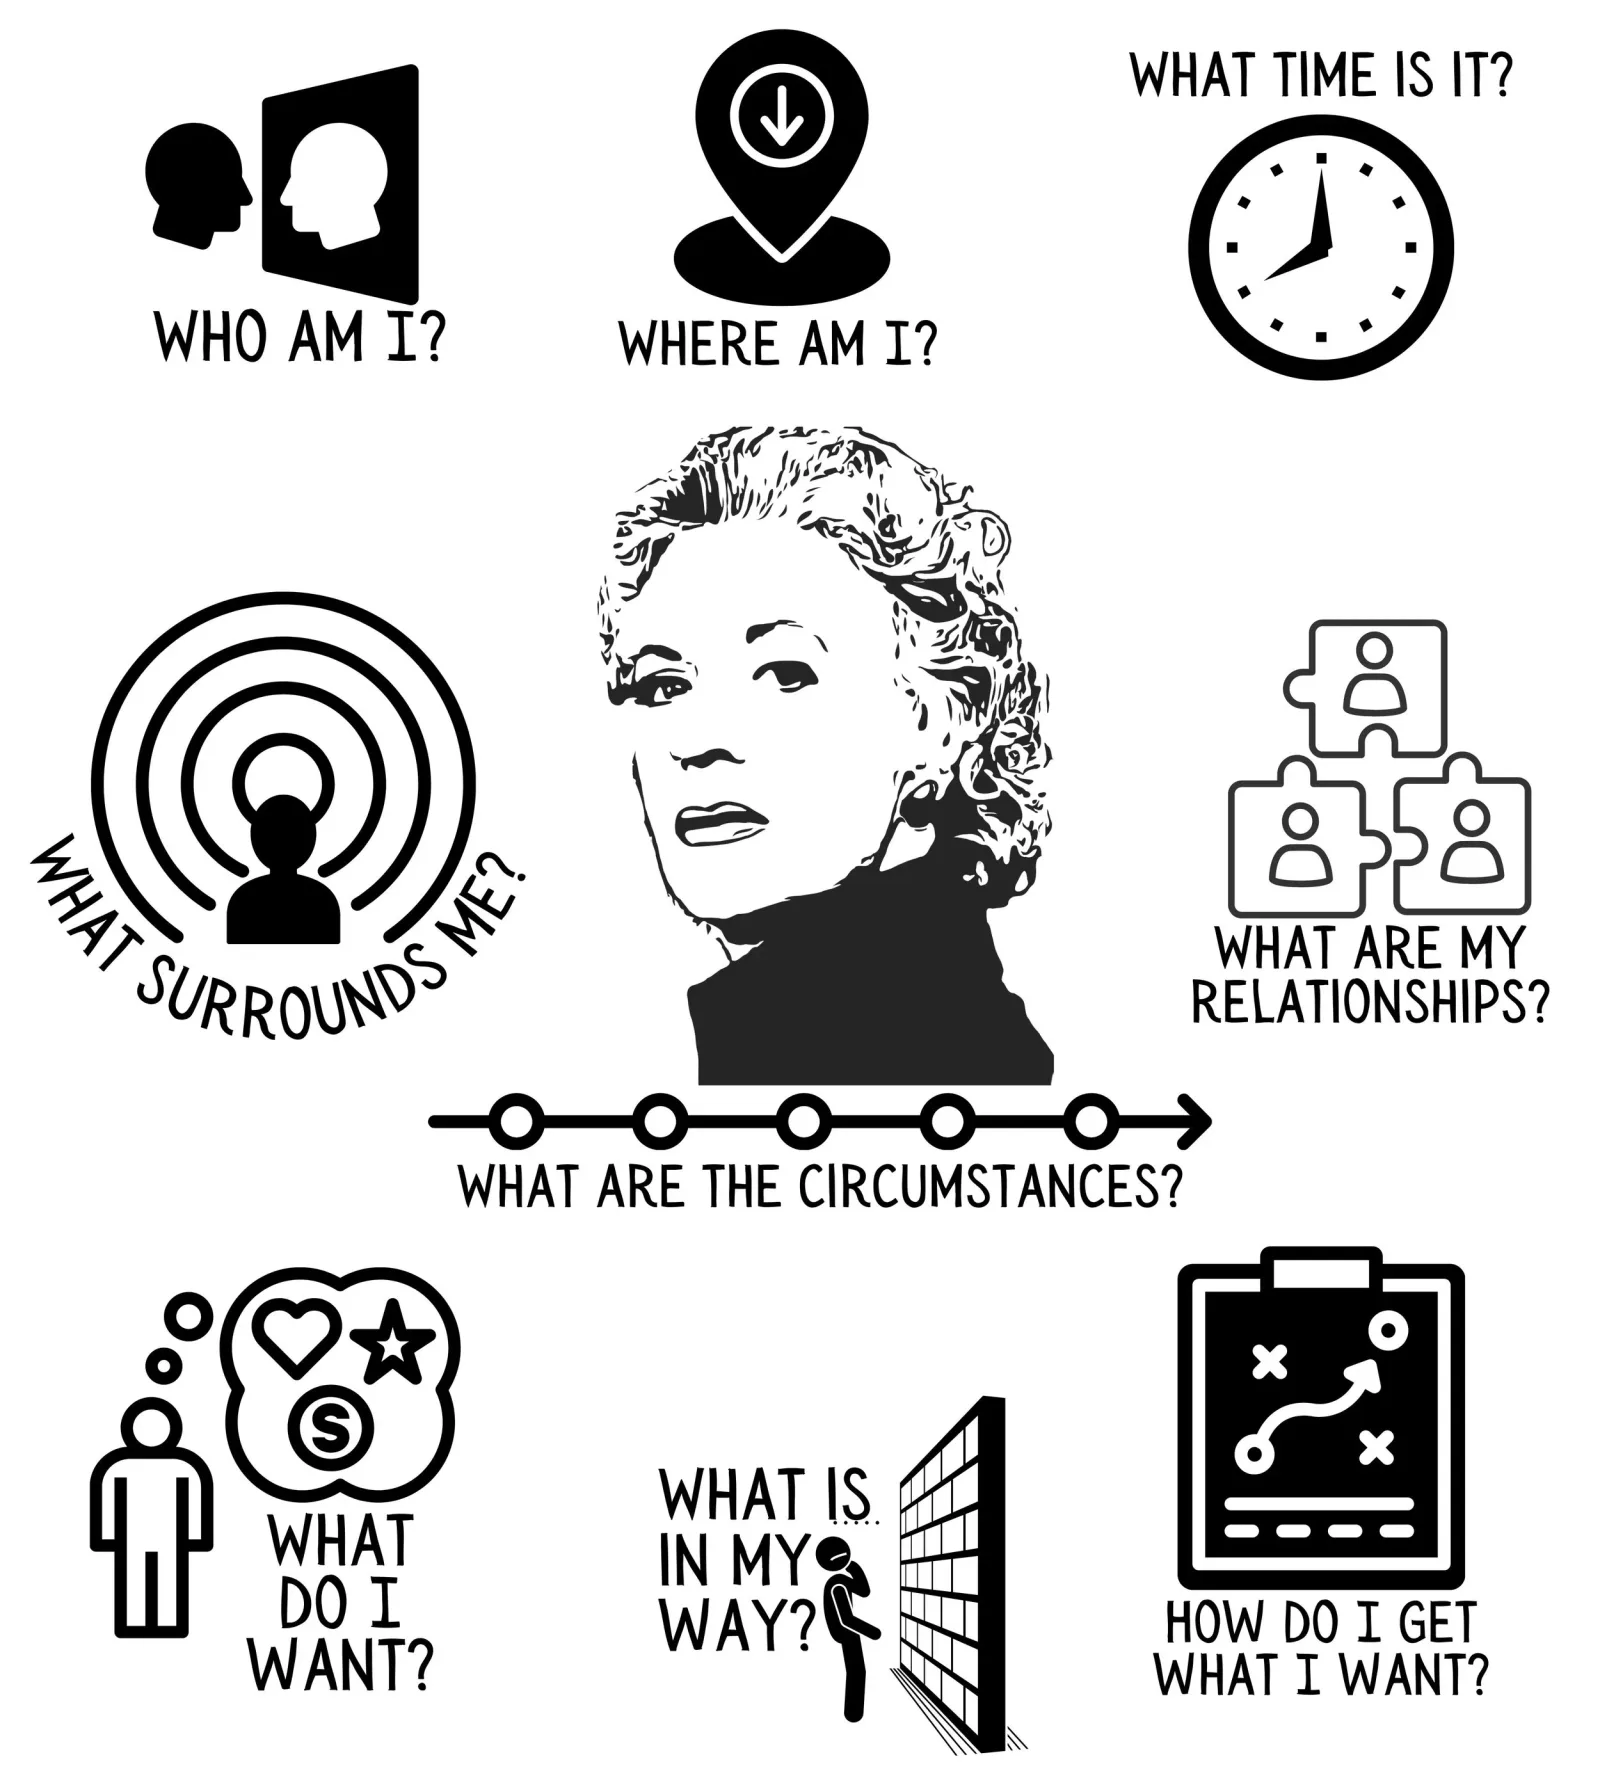 WHAT TIME IS IT?
WHO AM I?
WHERE AM I?
WHAT SURROUNDS ME?
WHAT ARE MY
RELATIONSHIPS?
WHAT ARE THE CIRCUMSTANCES?
S
WHAT
DO I
WANT?
WHAT IS
IN MY
WAY?
HOW DO I GET
WHAT I WANT?